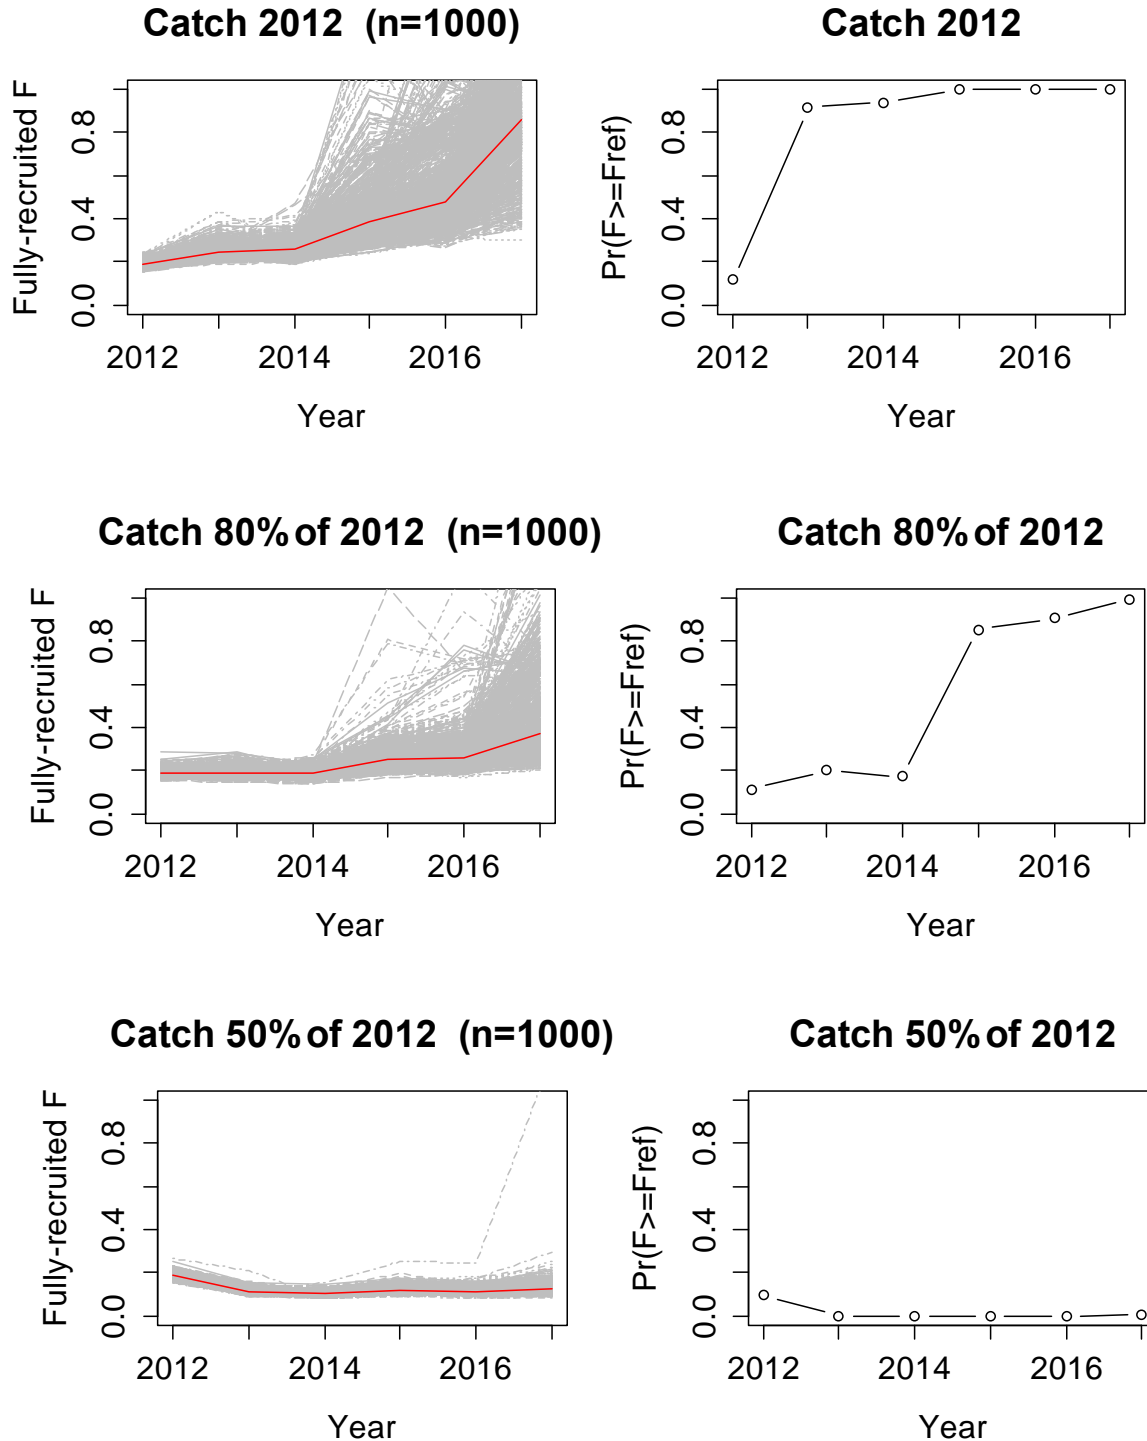 Catch 2012 (n=1000)
Fully-recruited F
0.0 0.4 0.8
2012 2014 2016
Year
Catch 2012
Pr(F>=Fref)
0.0 0.4 0.8
2012 2014 2016
Year
Catch 80% of 2012 (n=1000)
Fully-recruited F
0.0 0.4 0.8
2012 2014 2016
Year
Catch 80% of 2012
Pr(F>=Fref)
0.0 0.4 0.8
2012 2014 2016
Year
Catch 50% of 2012 (n=1000)
Fully-recruited F
0.0 0.4 0.8
2012 2014 2016
Year
Catch 50% of 2012
Pr(F>=Fref)
0.0 0.4 0.8
2012 2014 2016
Year